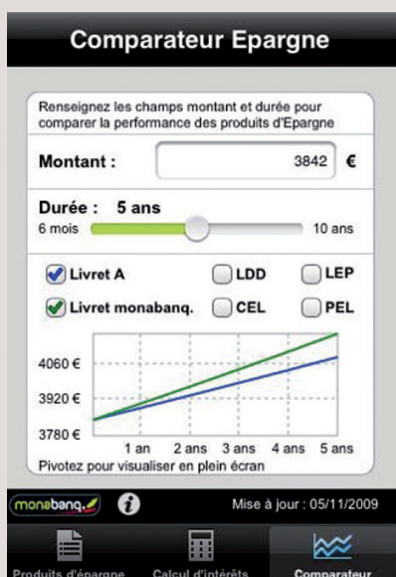 Comparateur Epargne
Renseignez les champs montant et durée pour
comparer la performance des produits d'Epargne
Montant : 3842 €
Durée : 5 ans
6 mois 10 ans
Livret A LDD LEP
Livret monabanq. CEL PEL
4060 €
3920 €
3780 €
1 an 2 ans 3 ans 4 ans 5 ans
Pivotez pour visualiser en plein écran
monabanq. i Mise à jour : 05/11/2009
Produits d'épargne Calcul d'intérêts Comparateur